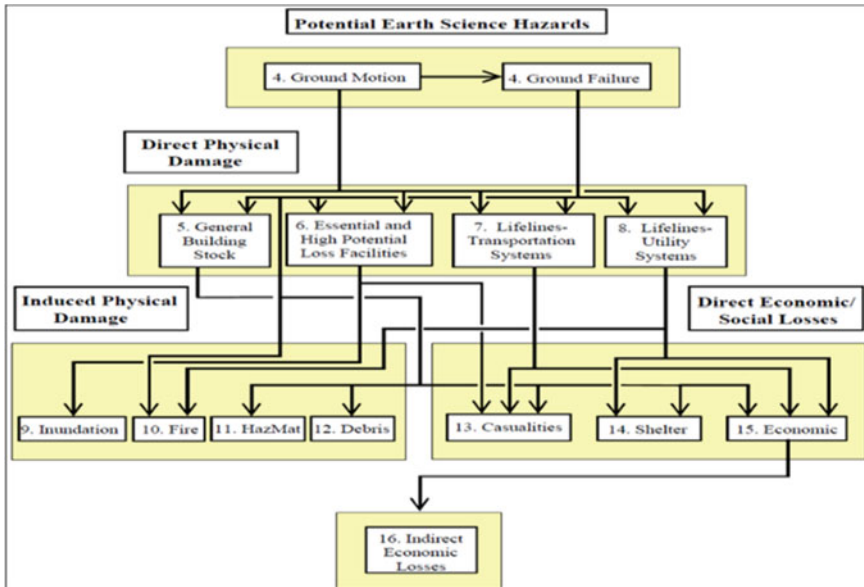 Potential Earth Science Hazards
4. Ground Motion
4. Ground Failure
Direct Physical
Damage
5. General
Building
Stock
6. Essential and
High Potential
Loss Facilities
7. Lifelines-
Transportation
Systems
8. Lifelines-
Utility
Systems
Induced Physical
Damage
Direct Economic/
Social Losses
9. Inundation
10. Fire
11. HazMat
12. Debris
13. Casualities
14. Shelter
15. Economic
16. Indirect
Economic
Losses